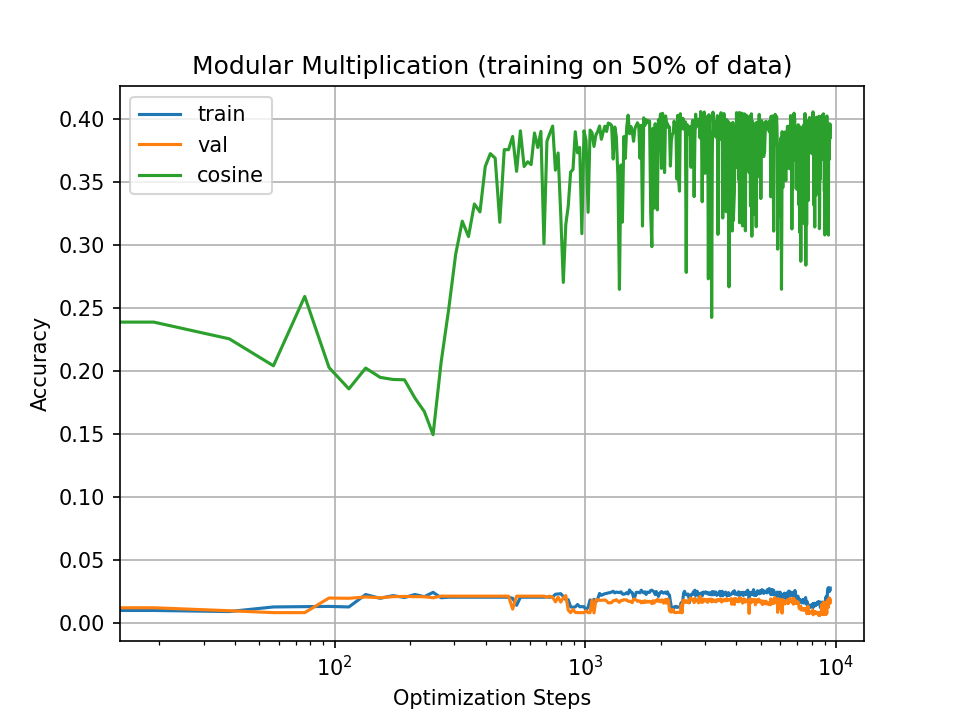 Modular Multiplication (training on 50% of data)
train
val
cosine
0.40
0.35
0.30
0.25
0.20
0.15
0.10
0.05
0.00
Accuracy
10² 10³ 10⁴
Optimization Steps